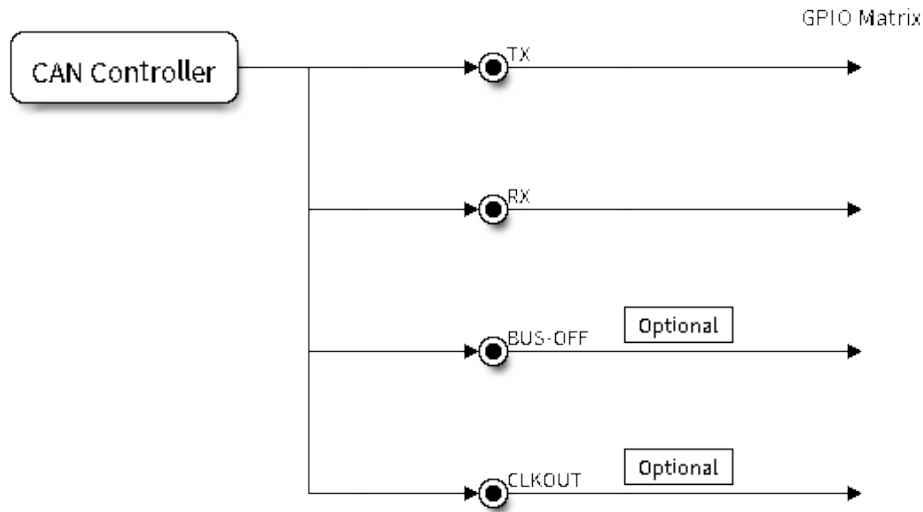 GPIO Matrix
CAN Controller
TX
RX
BUS-OFF
Optional
CLKOUT
Optional